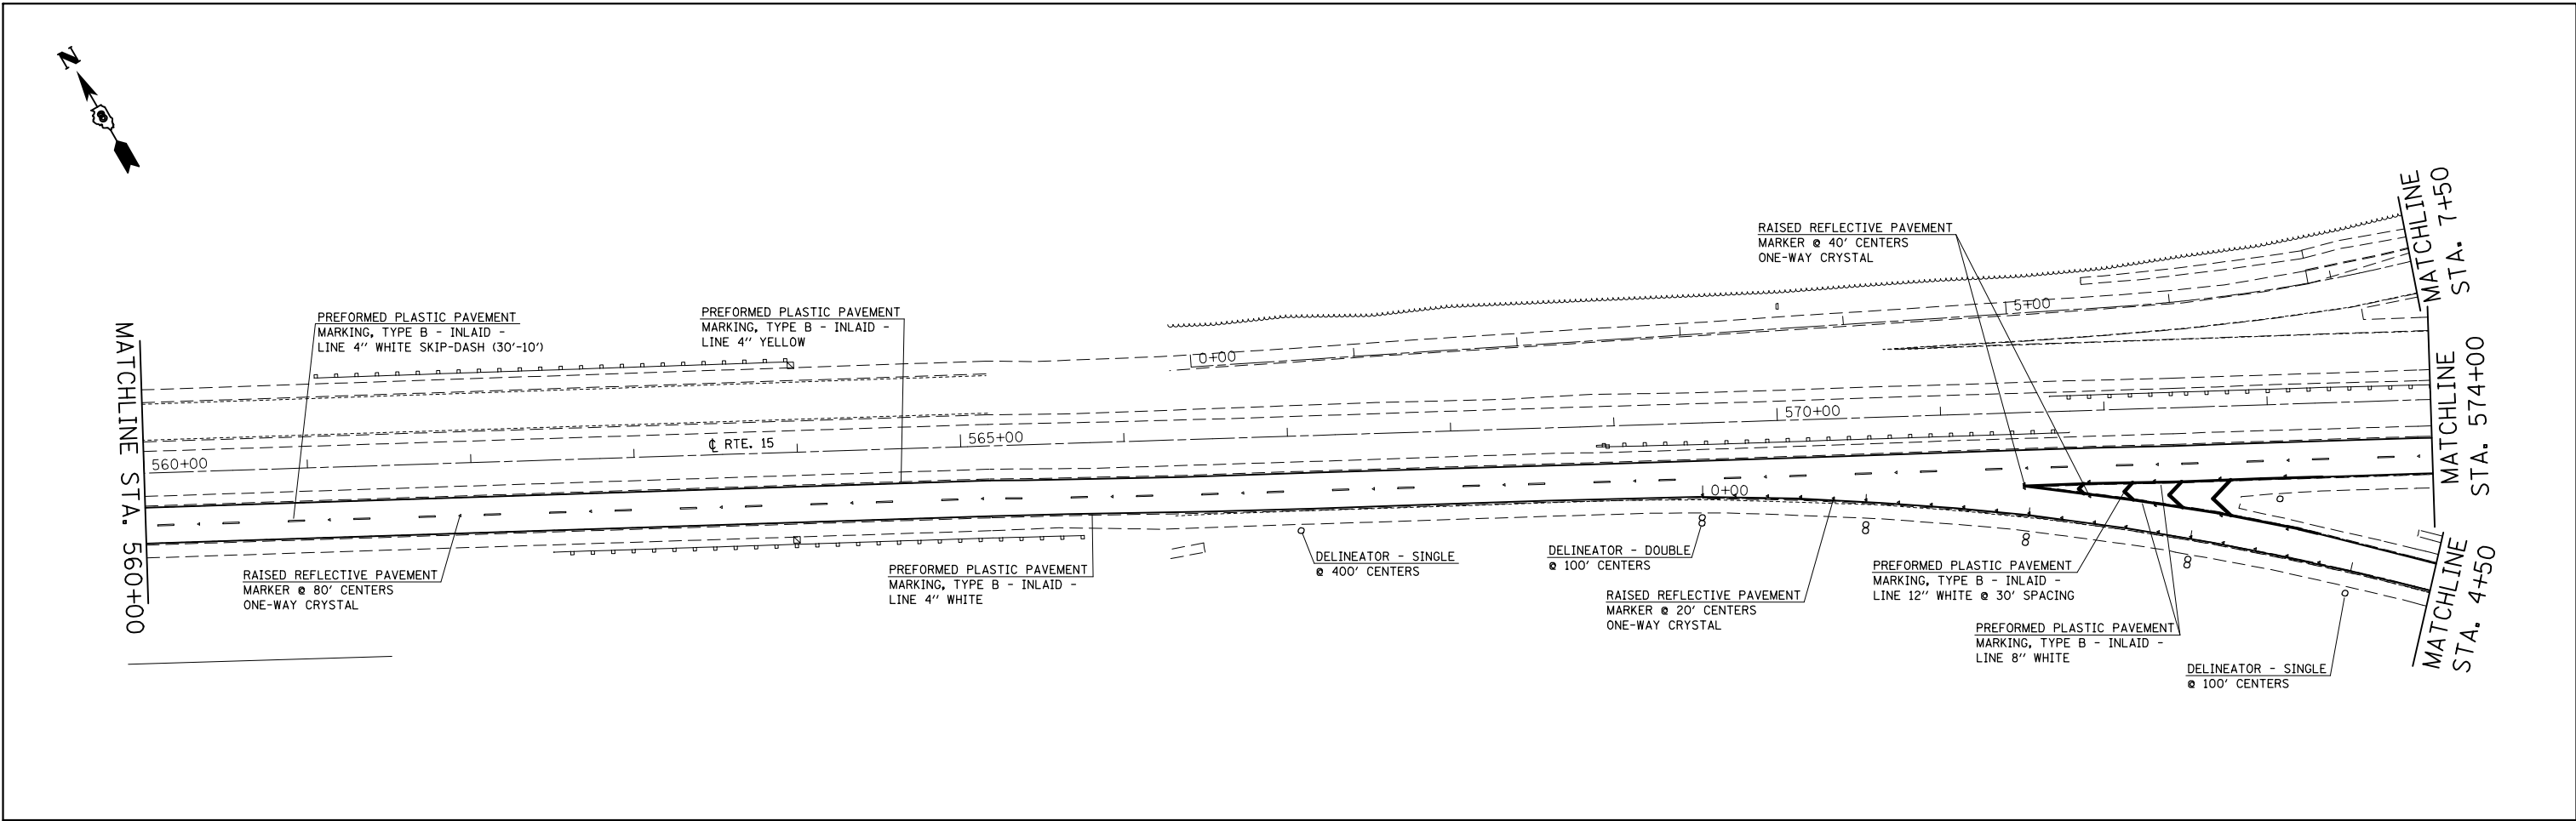 N
8
MATCHLINE STA. 560+00
PREFORMED PLASTIC PAVEMENT
MARKING, TYPE B - INLAID -
LINE 4" WHITE SKIP-DASH (30'-10')
PREFORMED PLASTIC PAVEMENT
MARKING, TYPE B - INLAID -
LINE 4" YELLOW
RAISED REFLECTIVE PAVEMENT
MARKER @ 40' CENTERS
ONE-WAY CRYSTAL
MATCHLINE
STA. 7+50
0+00
5+00
560+00
℄ RTE. 15
565+00
570+00
MATCHLINE
STA. 574+00
0+00
RAISED REFLECTIVE PAVEMENT
MARKER @ 80' CENTERS
ONE-WAY CRYSTAL
PREFORMED PLASTIC PAVEMENT
MARKING, TYPE B - INLAID -
LINE 4" WHITE
DELINEATOR - SINGLE
@ 400' CENTERS
DELINEATOR - DOUBLE
@ 100' CENTERS
RAISED REFLECTIVE PAVEMENT
MARKER @ 20' CENTERS
ONE-WAY CRYSTAL
PREFORMED PLASTIC PAVEMENT
MARKING, TYPE B - INLAID -
LINE 12" WHITE @ 30' SPACING
PREFORMED PLASTIC PAVEMENT
MARKING, TYPE B - INLAID -
LINE 8" WHITE
DELINEATOR - SINGLE
@ 100' CENTERS
MATCHLINE
STA. 4+50